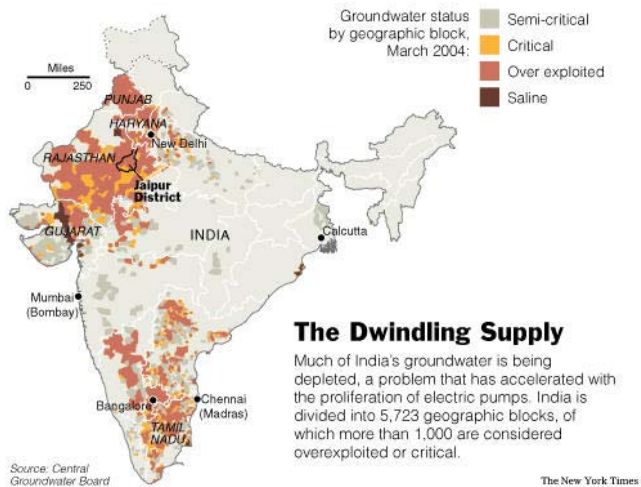 Groundwater status
by geographic block,
March 2004:
Semi-critical
Critical
Over exploited
Saline
Miles
0 250
PUNJAB
HARYANA
New Delhi
RAJASTHAN
Jaipur
District
GUJARAT
INDIA
Calcutta
Mumbai
(Bombay)
Bangalore
Chennai
(Madras)
TAMIL
NADU
The Dwindling Supply
Much of India's groundwater is being
depleted, a problem that has accelerated with
the proliferation of electric pumps. India is
divided into 5,723 geographic blocks, of
which more than 1,000 are considered
overexploited or critical.
Source: Central
Groundwater Board
The New York Times